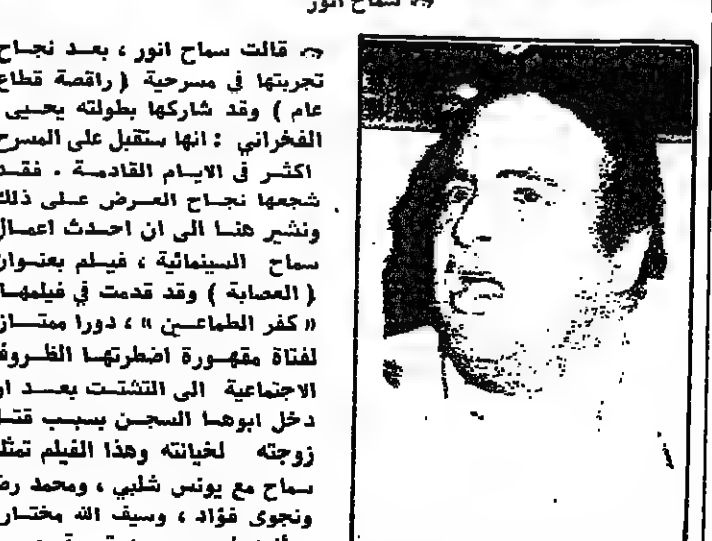 سماح انور
قالت سماح انور ، بعد نجاح
تجربتها في مسرحية ( راقصة قطاع
عام ) وقد شاركها بطولته يحيى
الفخراني : انها ستقبل على المسرح
اكثر في الايام القادمة . فقد
شجعها نجاح العرض على ذلك
ونشير هنا الى ان احدث اعمال
سماح السينمائية ، فيلم بعنوان
( العصابة ) وقد قدمت في فيلمها
« كفر الطماعين » ، دورا ممتاز
لفتاة مقهورة اضطرتها الظروف
الاجتماعية الى التشتت بعد ا
دخل ابوها السجن بسبب قتل
زوجته لخيانته وهذا الفيلم تمثل
سماح مع يونس شلبي ، ومحمد رض
ونجوى فؤاد ، وسيف الله مختار